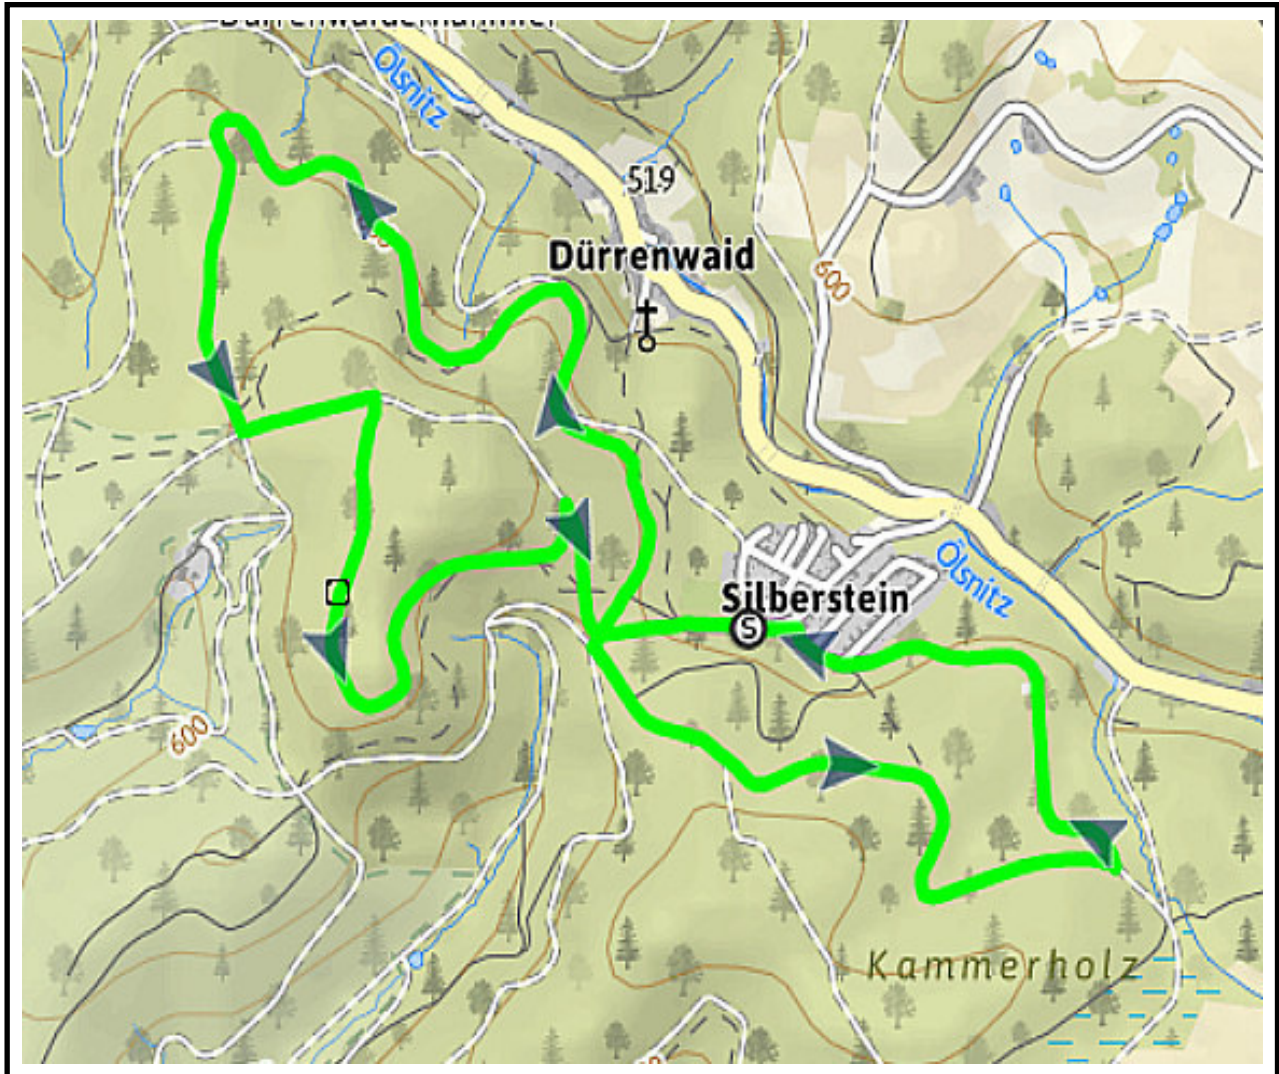 Ölsnitz
519
Dürrenwaid
600
Silberstein
S
Ölsnitz
600
Kammerholz